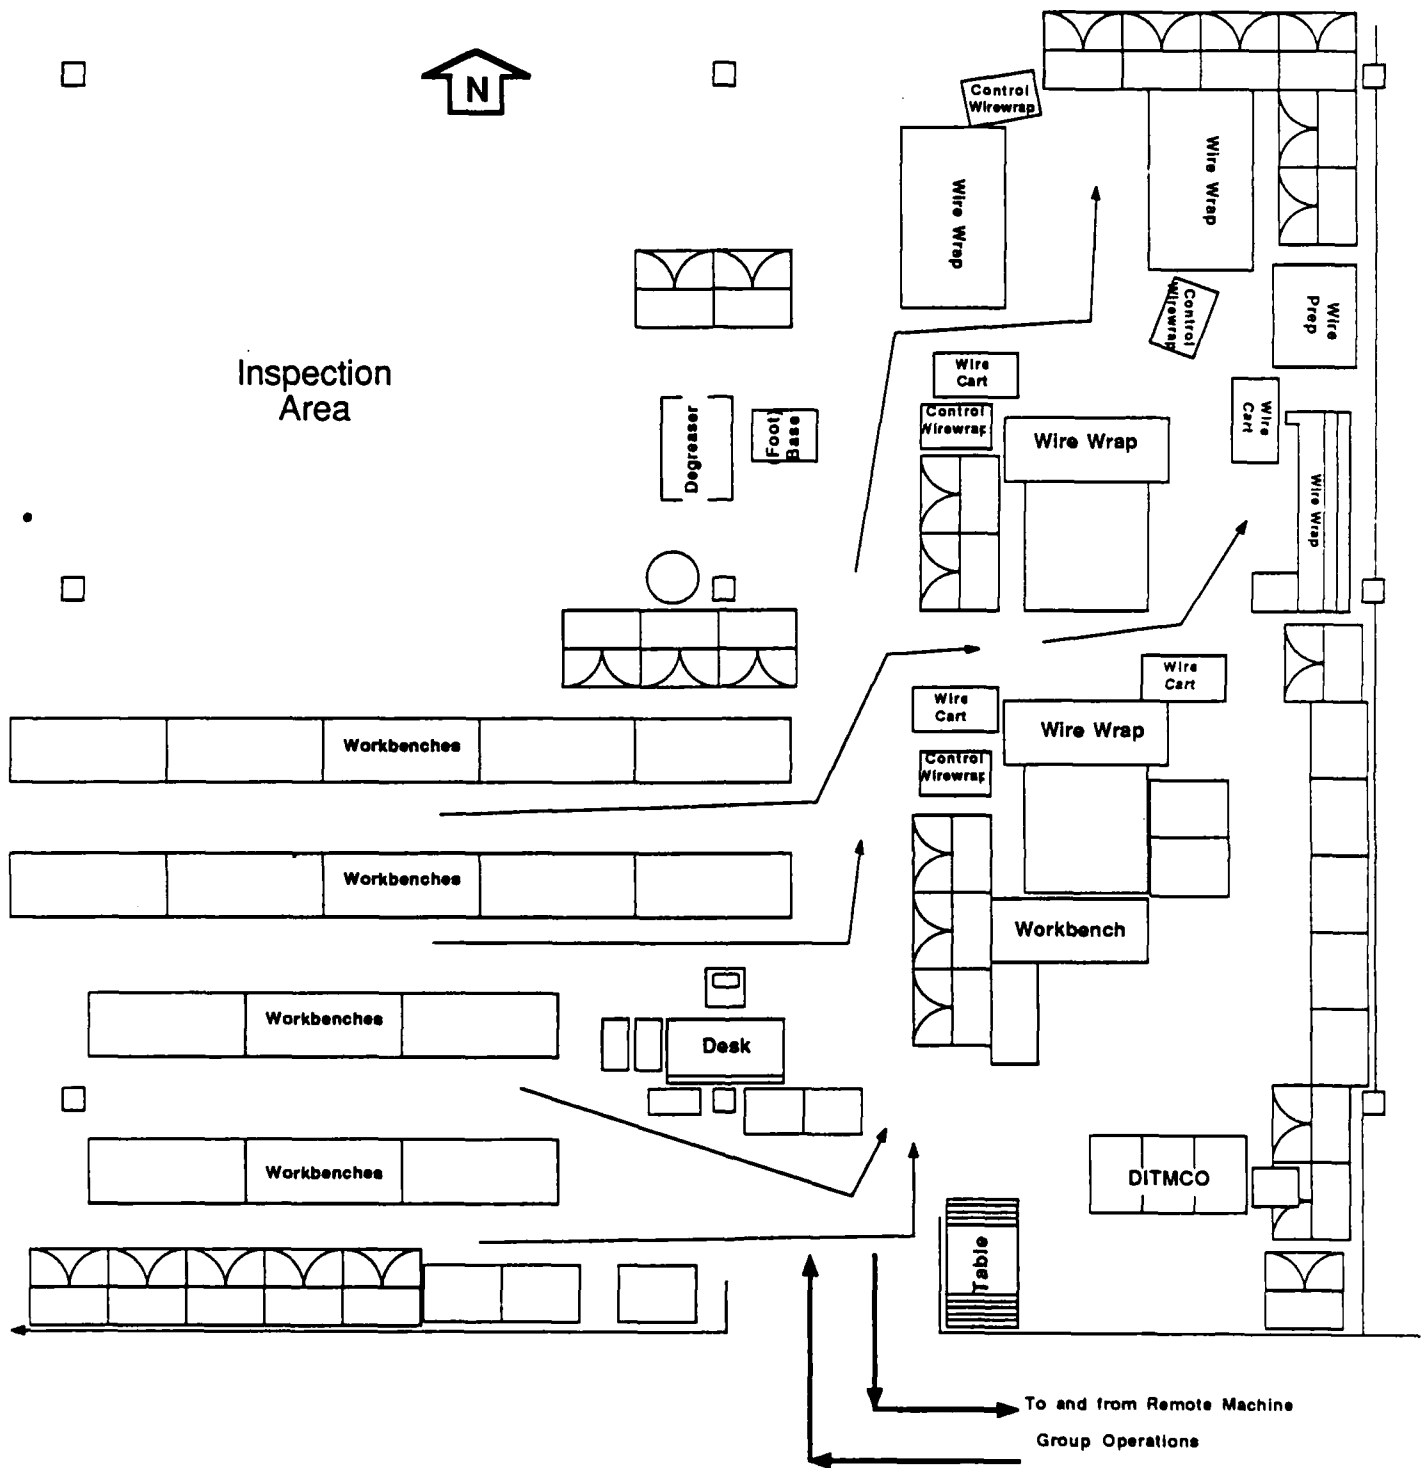 N
Control
Wirewrap
Wire Wrap
Wire Wrap
Control
Wirewrap
Wire
Prep
Inspection
Area
Wire
Cart
Control
Wirewrap
Wire Wrap
Wire
Cart
Wire Wrap
Degreaser
(Foot)
Base
Wire
Cart
Wire
Cart
Wire Wrap
Control
Wirewrap
Workbenches
Workbenches
Workbench
Workbenches
Desk
Workbenches
DITMCO
Table
To and from Remote Machine
Group Operations